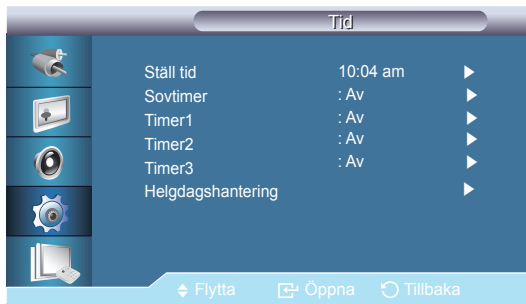 Tid
Ställ tid 10:04 am
Sovtimer : Av
Timer1 : Av
Timer2 : Av
Timer3 : Av
Helgdagshantering
Flytta Öppna Tillbaka